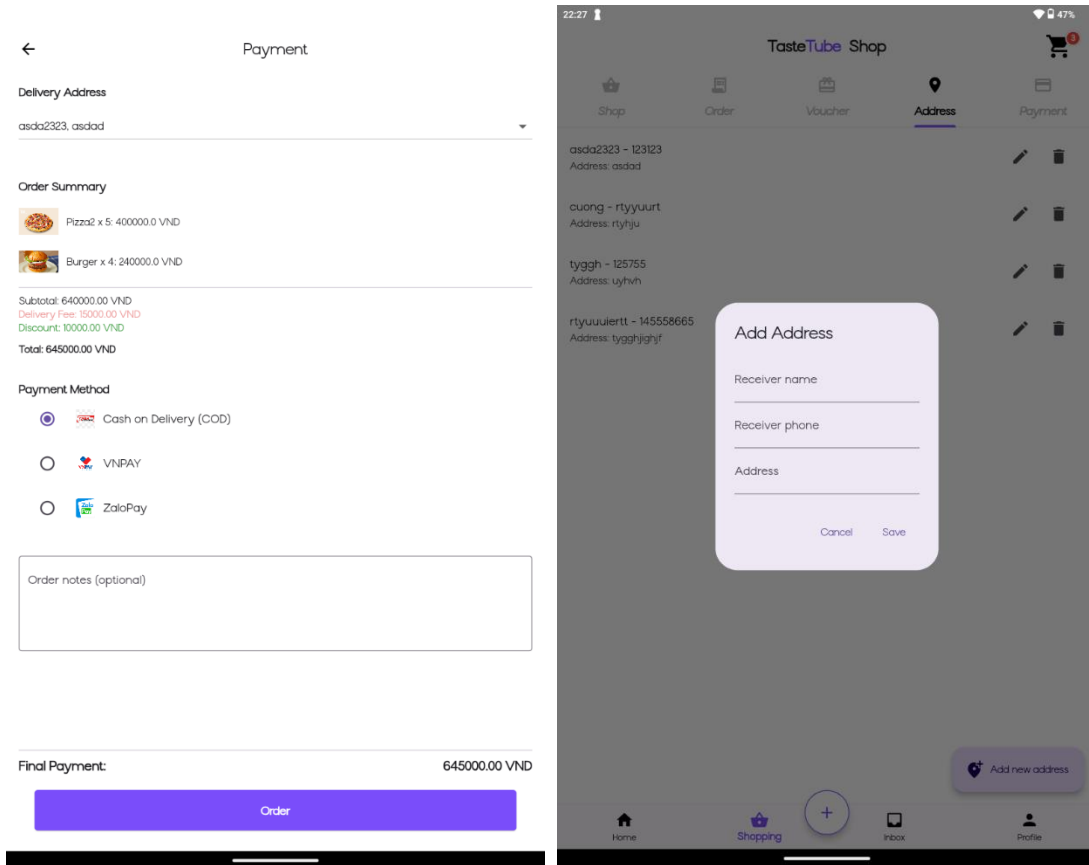 Payment
Delivery Address
asda2323, asdad
Order Summary
Pizza2 x 5: 400000.0 VND
Burger x 4: 240000.0 VND
Subtotal: 640000.00 VND
Delivery Fee: 15000.00 VND
Discount: 10000.00 VND
Total: 645000.00 VND
Payment Method
Cash on Delivery (COD)
VNPAY
ZaloPay
Order notes (optional)
Final Payment: 645000.00 VND
Order
22:27 47%
TasteTube Shop
3
Shop Order Voucher Address Payment
asda2323 - 123123
Address: asdad
cuong - rtyyuurt
Address: rtyhju
tyggh - 125755
Address: uyhvh
rtyuuuiertt - 145558665
Address: tygghjighjf
Add Address
Receiver name
Receiver phone
Address
Cancel Save
Add new address
Home Shopping Inbox Profile